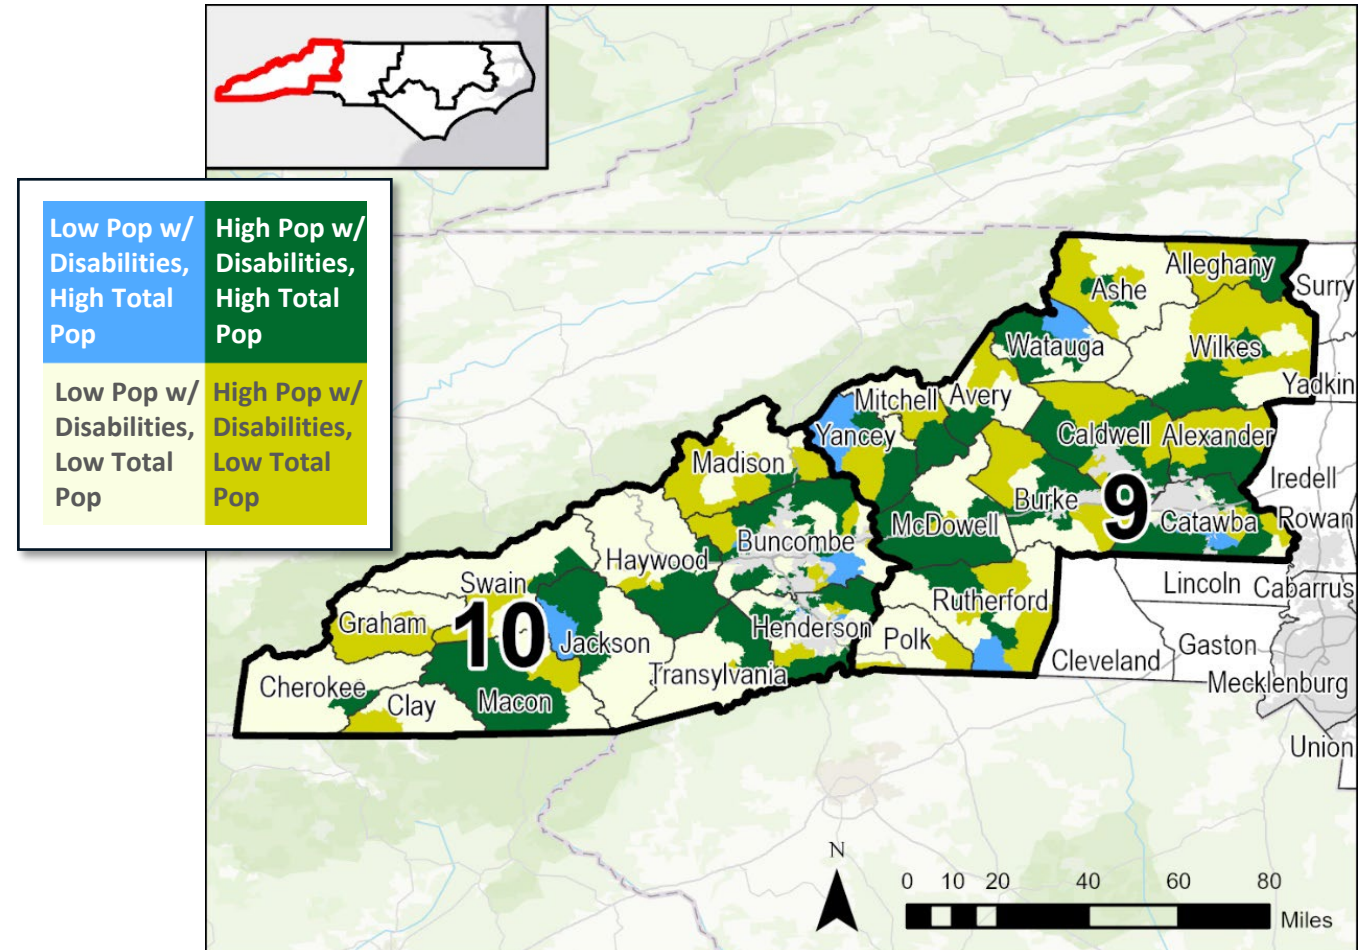 Low Pop w/
Disabilities,
High Total
Pop
High Pop w/
Disabilities,
High Total
Pop
Low Pop w/
Disabilities,
Low Total
Pop
High Pop w/
Disabilities,
Low Total
Pop
Alleghany
Ashe
Surry
Watauga
Wilkes
Yadkin
Mitchell
Avery
Yancey
Caldwell
Alexander
Madison
Iredell
Burke
9
Catawba
Rowan
McDowell
Buncombe
Haywood
Swain
Lincoln
Cabarrus
Rutherford
Graham
10
Jackson
Henderson
Polk
Gaston
Cleveland
Transylvania
Mecklenburg
Cherokee
Clay
Macon
Union
N
0 10 20 40 60 80
Miles